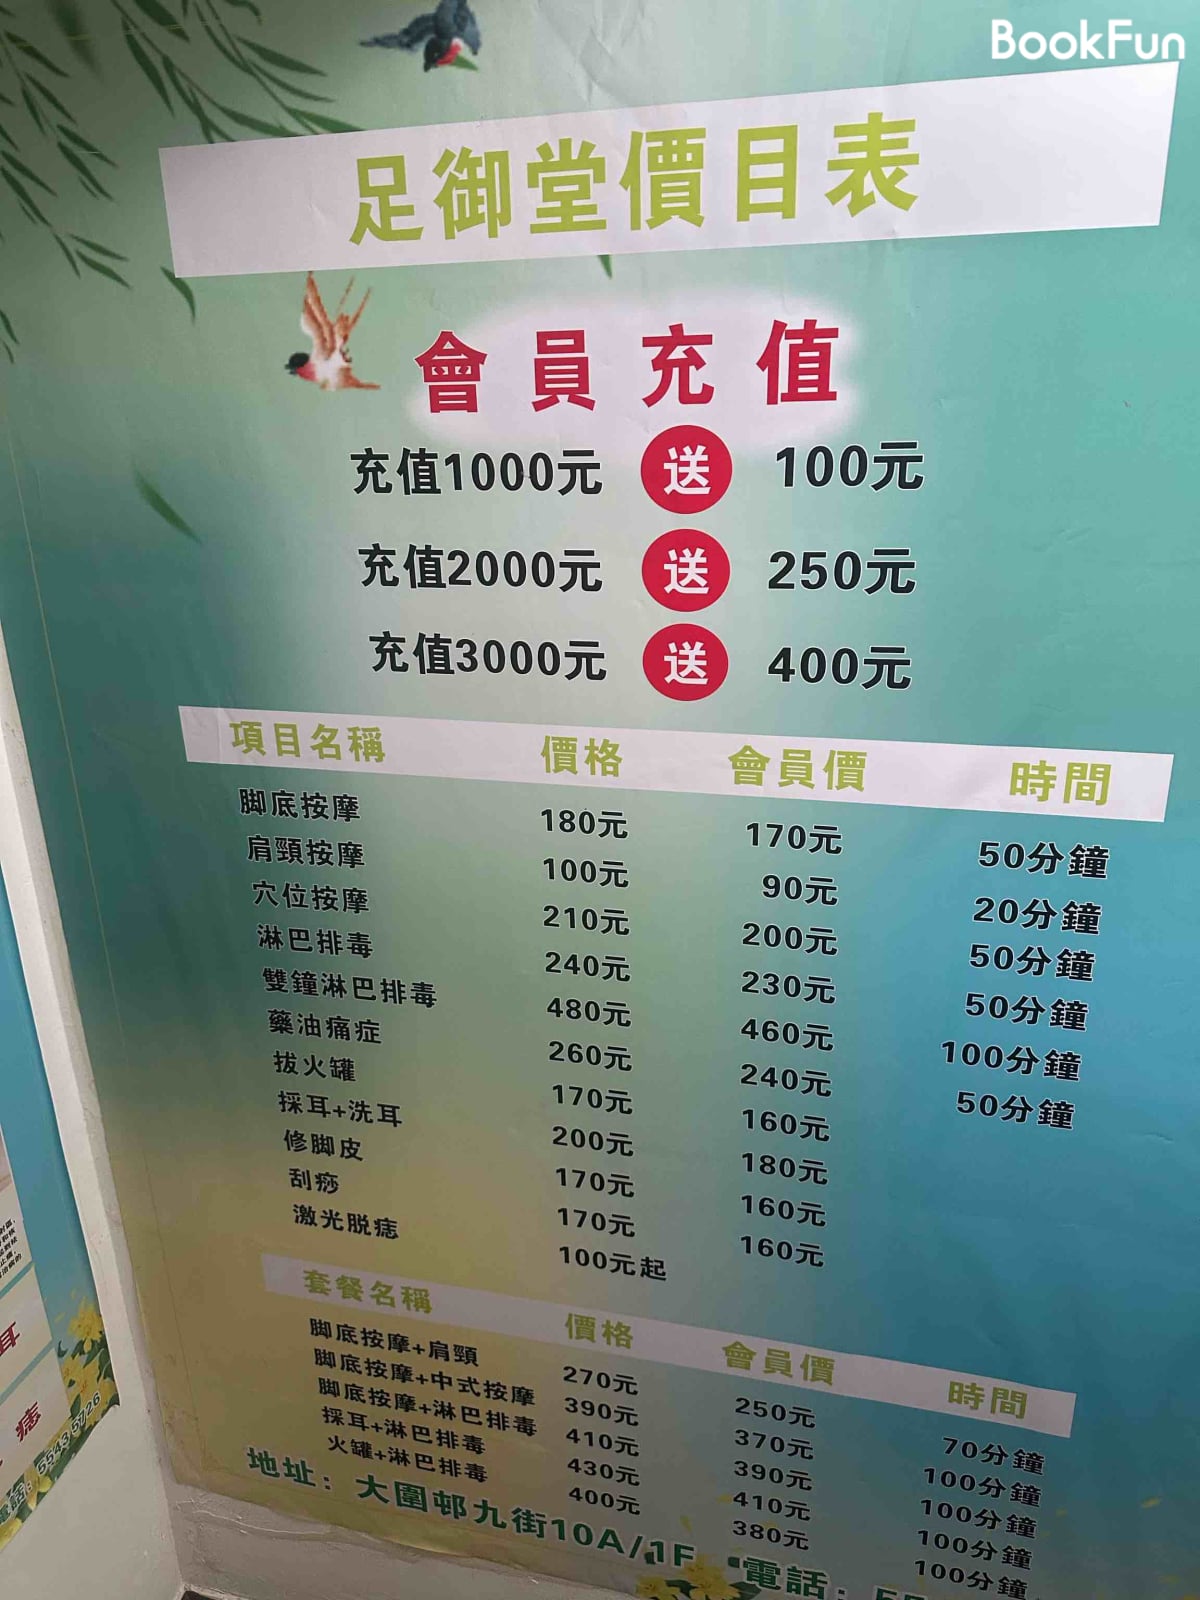 BookFun
足御堂價目表
會員充值
充值1000元 送 100元
充值2000元 送 250元
充值3000元 送 400元
項目名稱 價格 會員價 時間
脚底按摩 180元 170元 50分鐘
肩頸按摩 100元 90元 20分鐘
穴位按摩 210元 200元 50分鐘
淋巴排毒 240元 230元 50分鐘
雙鐘淋巴排毒 480元 460元 100分鐘
藥油痛症 260元 240元 50分鐘
拔火罐 170元 160元
採耳+洗耳 200元 180元
修脚皮 170元 160元
刮痧 170元 160元
激光脱痣 100元起
套餐名稱 價格 會員價 時間
脚底按摩+肩頸 270元 250元 70分鐘
脚底按摩+中式按摩 390元 370元 100分鐘
脚底按摩+淋巴排毒 410元 390元 100分鐘
採耳+淋巴排毒 430元 410元 100分鐘
火罐+淋巴排毒 400元 380元 100分鐘
地址：大圍邨九街10A/1F 電話：
耳
痣
5543 5726